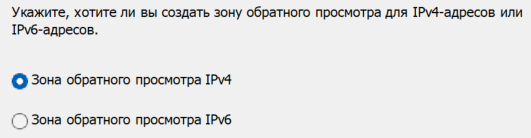 Укажите, хотите ли вы создать зону обратного просмотра для IPv4-адресов или
IPv6-адресов.
Зона обратного просмотра IPv4
Зона обратного просмотра IPv6